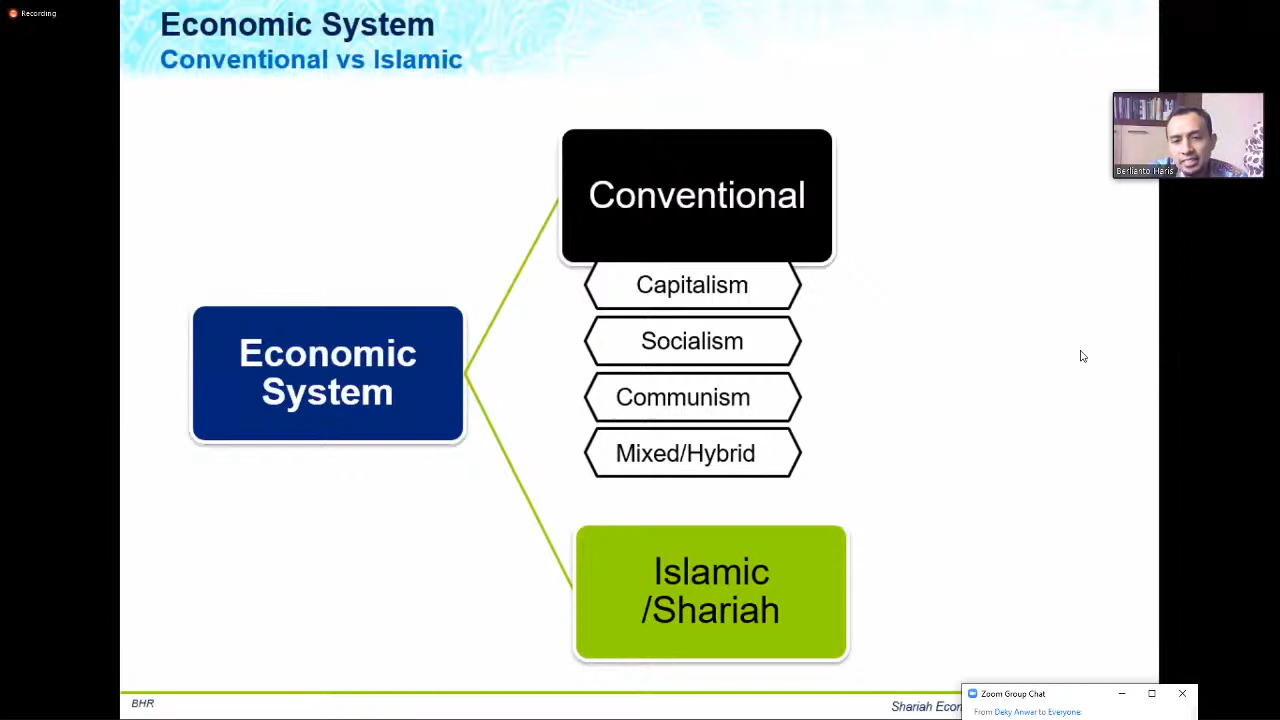 Recording
Economic System
Conventional vs Islamic
Berlianto Haris
Conventional
Capitalism
Socialism
Communism
Mixed/Hybrid
Economic
System
Islamic
/Shariah
BHR
Shariah
Zoom Group Chat
From Deky Anwar to Everyone: